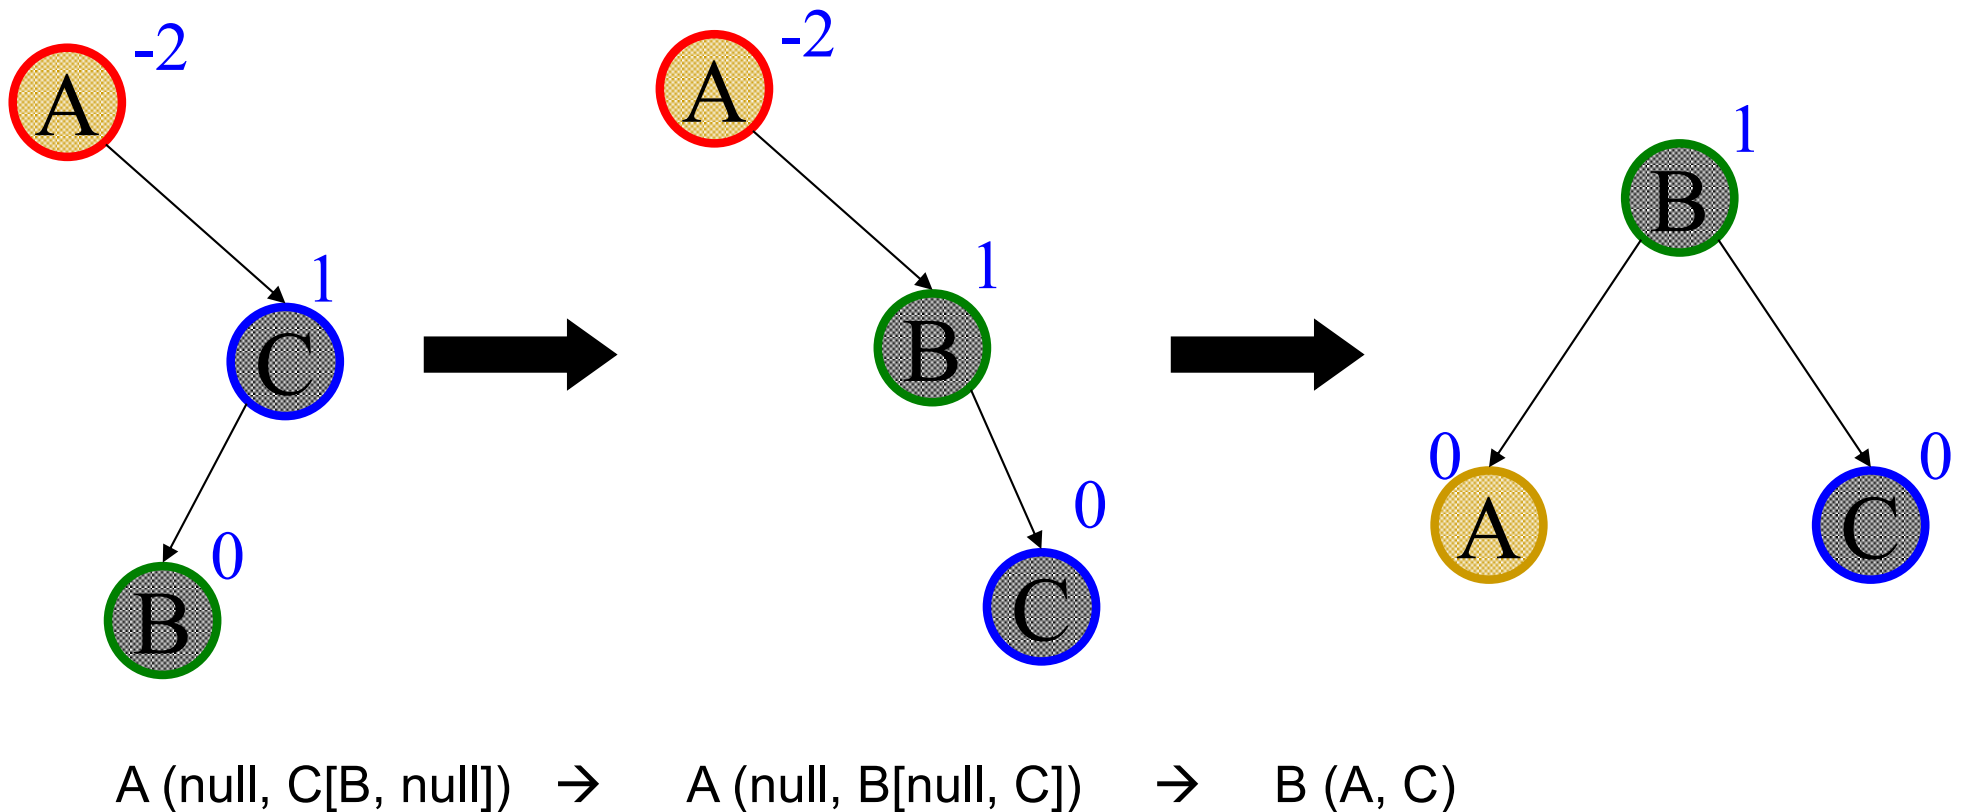 -2
A
1
C
0
B
-2
A
1
B
0
C
1
B
0
A
0
C
A (null, C[B, null]) → A (null, B[null, C]) → B (A, C)